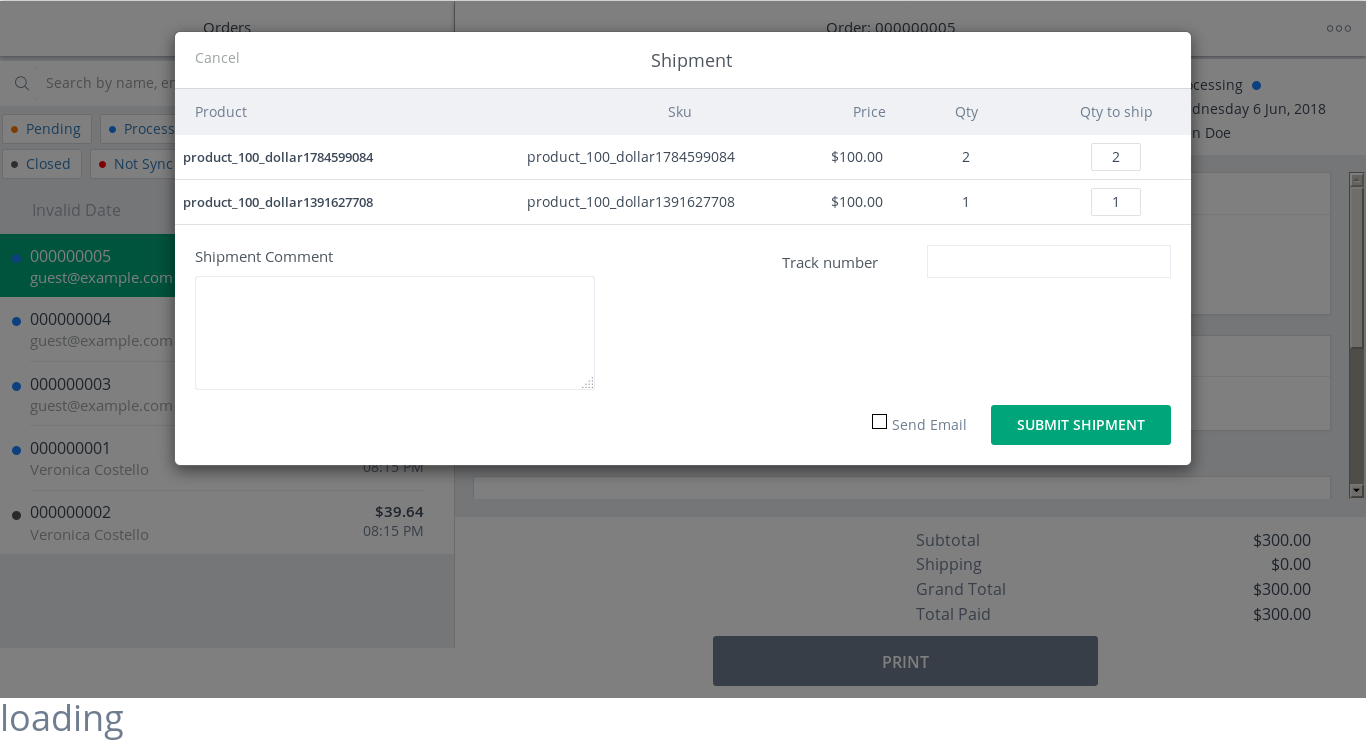 Orders
Order: 000000005
Cancel
Shipment
Search by name, em
Processing
Wednesday 6 Jun, 2018
n Doe
Pending
Process
Closed
Not Sync
Invalid Date
Product Sku Price Qty Qty to ship
product_100_dollar1784599084 product_100_dollar1784599084 $100.00 2 2
product_100_dollar1391627708 product_100_dollar1391627708 $100.00 1 1
Shipment Comment
Track number
Send Email
SUBMIT SHIPMENT
000000005
guest@example.com
000000004
guest@example.com
000000003
guest@example.com
000000001
Veronica Costello 08:15 PM
000000002 $39.64
Veronica Costello 08:15 PM
Subtotal $300.00
Shipping $0.00
Grand Total $300.00
Total Paid $300.00
PRINT
loading